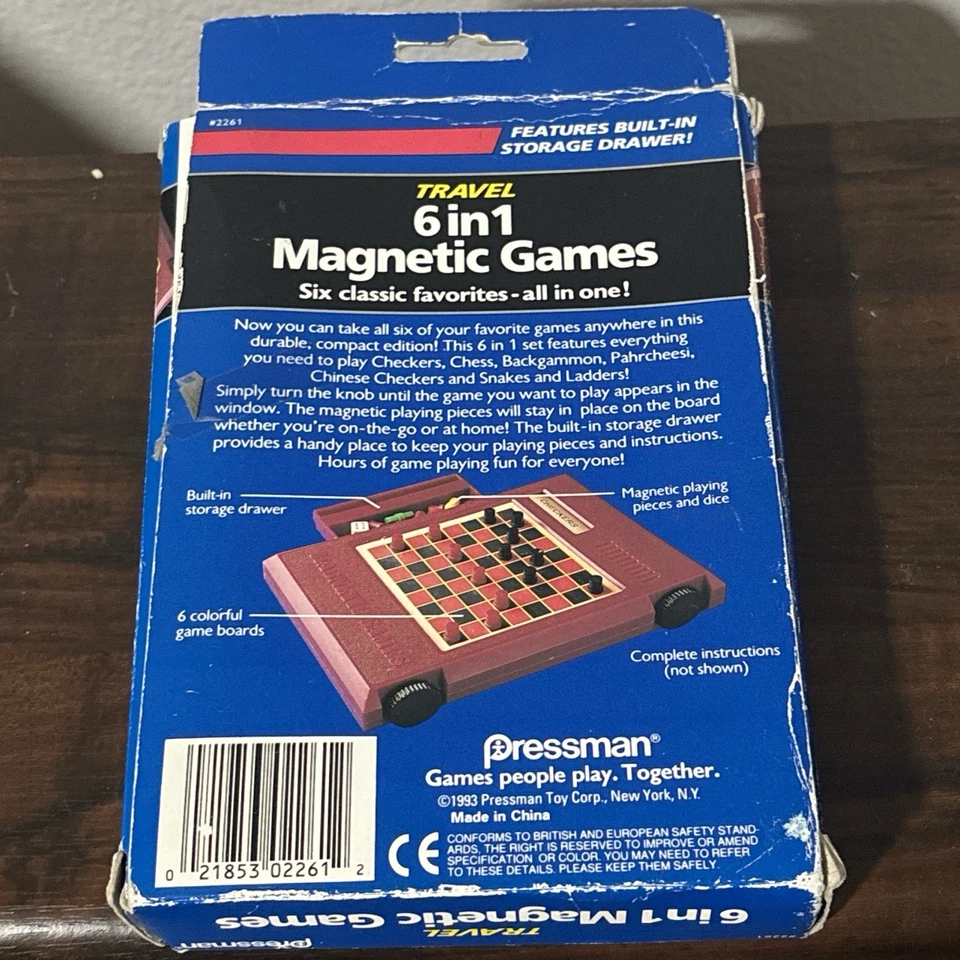 #2261
FEATURES BUILT-IN
STORAGE DRAWER!
TRAVEL
6 in 1
Magnetic Games
Six classic favorites - all in one!
Now you can take all six of your favorite games anywhere in this
durable, compact edition! This 6 in 1 set features everything
you need to play Checkers, Chess, Backgammon, Pahrcheesi,
Chinese Checkers and Snakes and Ladders!
Simply turn the knob until the game you want to play appears in the
window. The magnetic playing pieces will stay in place on the board
whether you're on-the-go or at home! The built-in storage drawer
provides a handy place to keep your playing pieces and instructions.
Hours of game playing fun for everyone!
Built-in
storage drawer
Magnetic playing
pieces and dice
CHECKERS
6 colorful
game boards
Complete instructions
(not shown)
Pressman®
Games people play. Together.
©1993 Pressman Toy Corp., New York, N.Y.
Made in China
CE
CONFORMS TO BRITISH AND EUROPEAN SAFETY STAND-
ARDS, THE RIGHT IS RESERVED TO IMPROVE OR AMEND
SPECIFICATION OR COLOR. YOU MAY NEED TO REFER
TO THESE DETAILS. PLEASE KEEP THEM SAFELY.
0 21853 02261 2
TRAVEL
6 in 1 Magnetic Games
Pressman
#2261